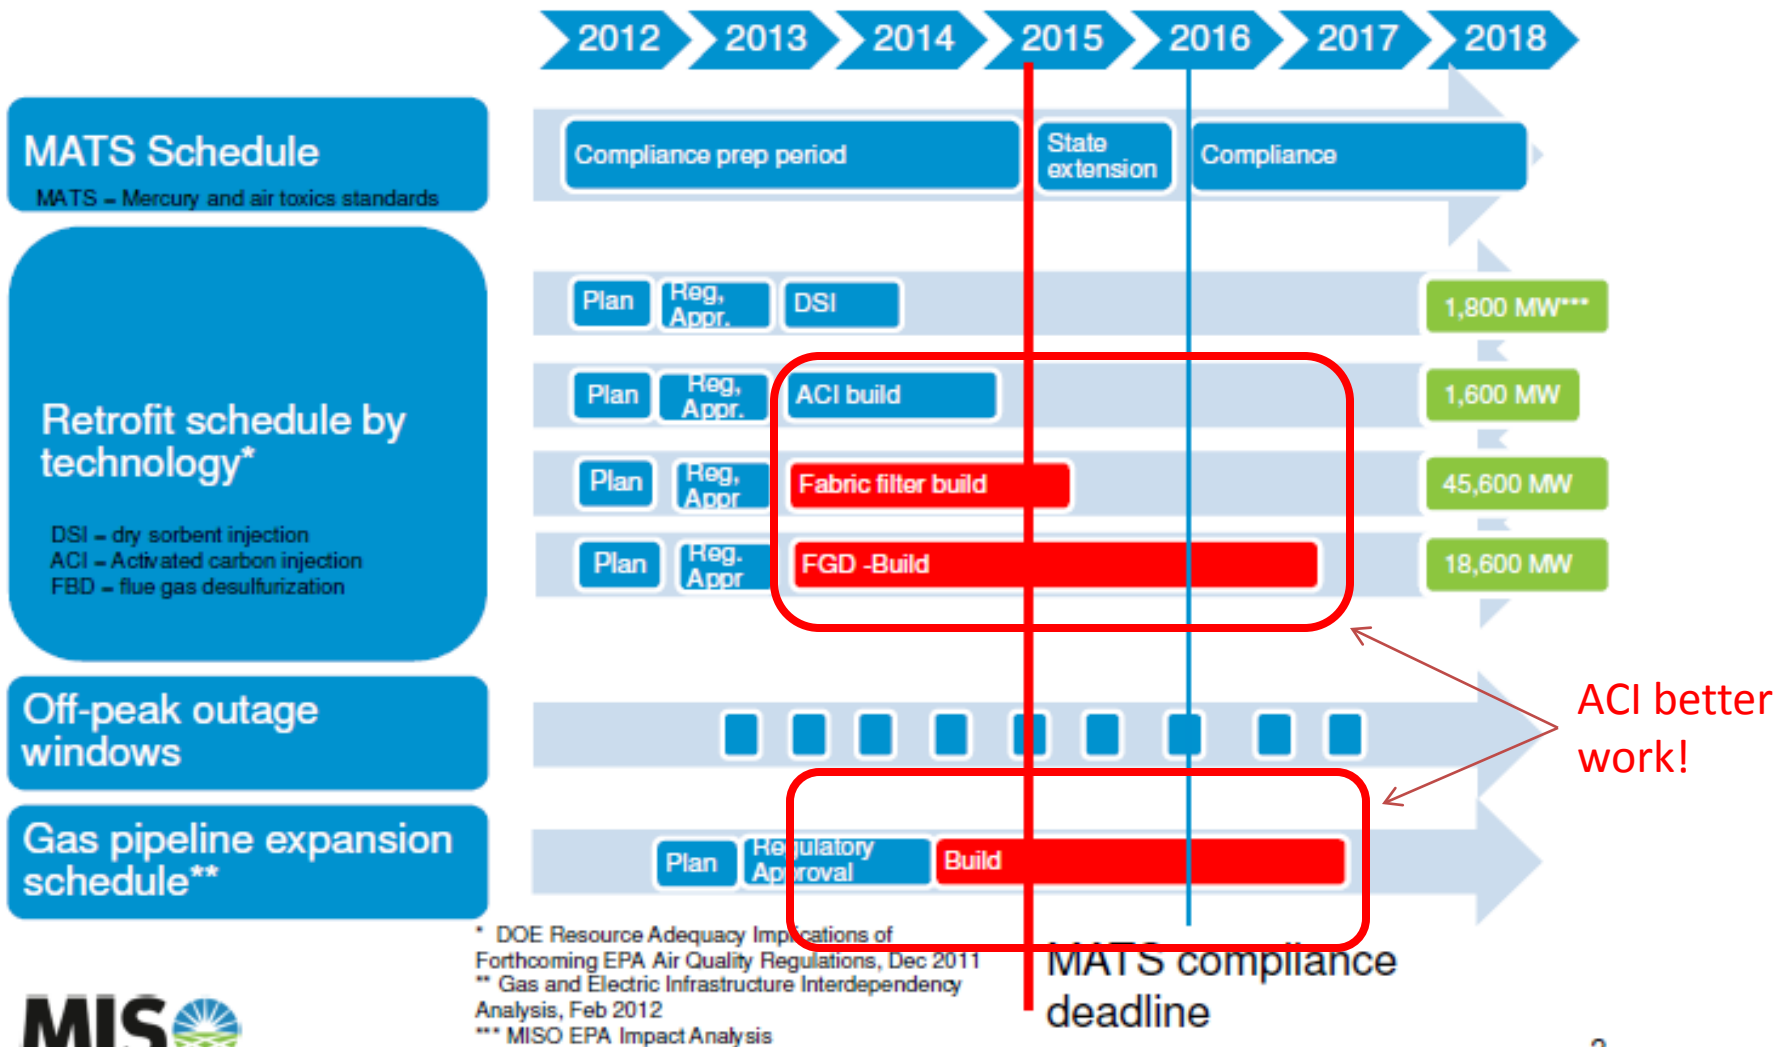 2012 2013 2014 2015 2016 2017 2018
MATS Schedule
MATS – Mercury and air toxics standards
Compliance prep period
State
extension
Compliance
Retrofit schedule by
technology*
DSI – dry sorbent injection
ACI – Activated carbon injection
FBD – flue gas desulfurization
Plan
Reg,
Appr.
DSI
1,800 MW***
Plan
Reg,
Appr.
ACI build
1,600 MW
Plan
Reg,
Appr
Fabric filter build
45,600 MW
Plan
Reg.
Appr
FGD -Build
18,600 MW
ACI better
work!
Off-peak outage
windows
Gas pipeline expansion
schedule**
Plan
Regulatory
Approval
Build
* DOE Resource Adequacy Implications of
Forthcoming EPA Air Quality Regulations, Dec 2011
** Gas and Electric Infrastructure Interdependency
Analysis, Feb 2012
*** MISO EPA Impact Analysis
MATS compliance
deadline
MIS